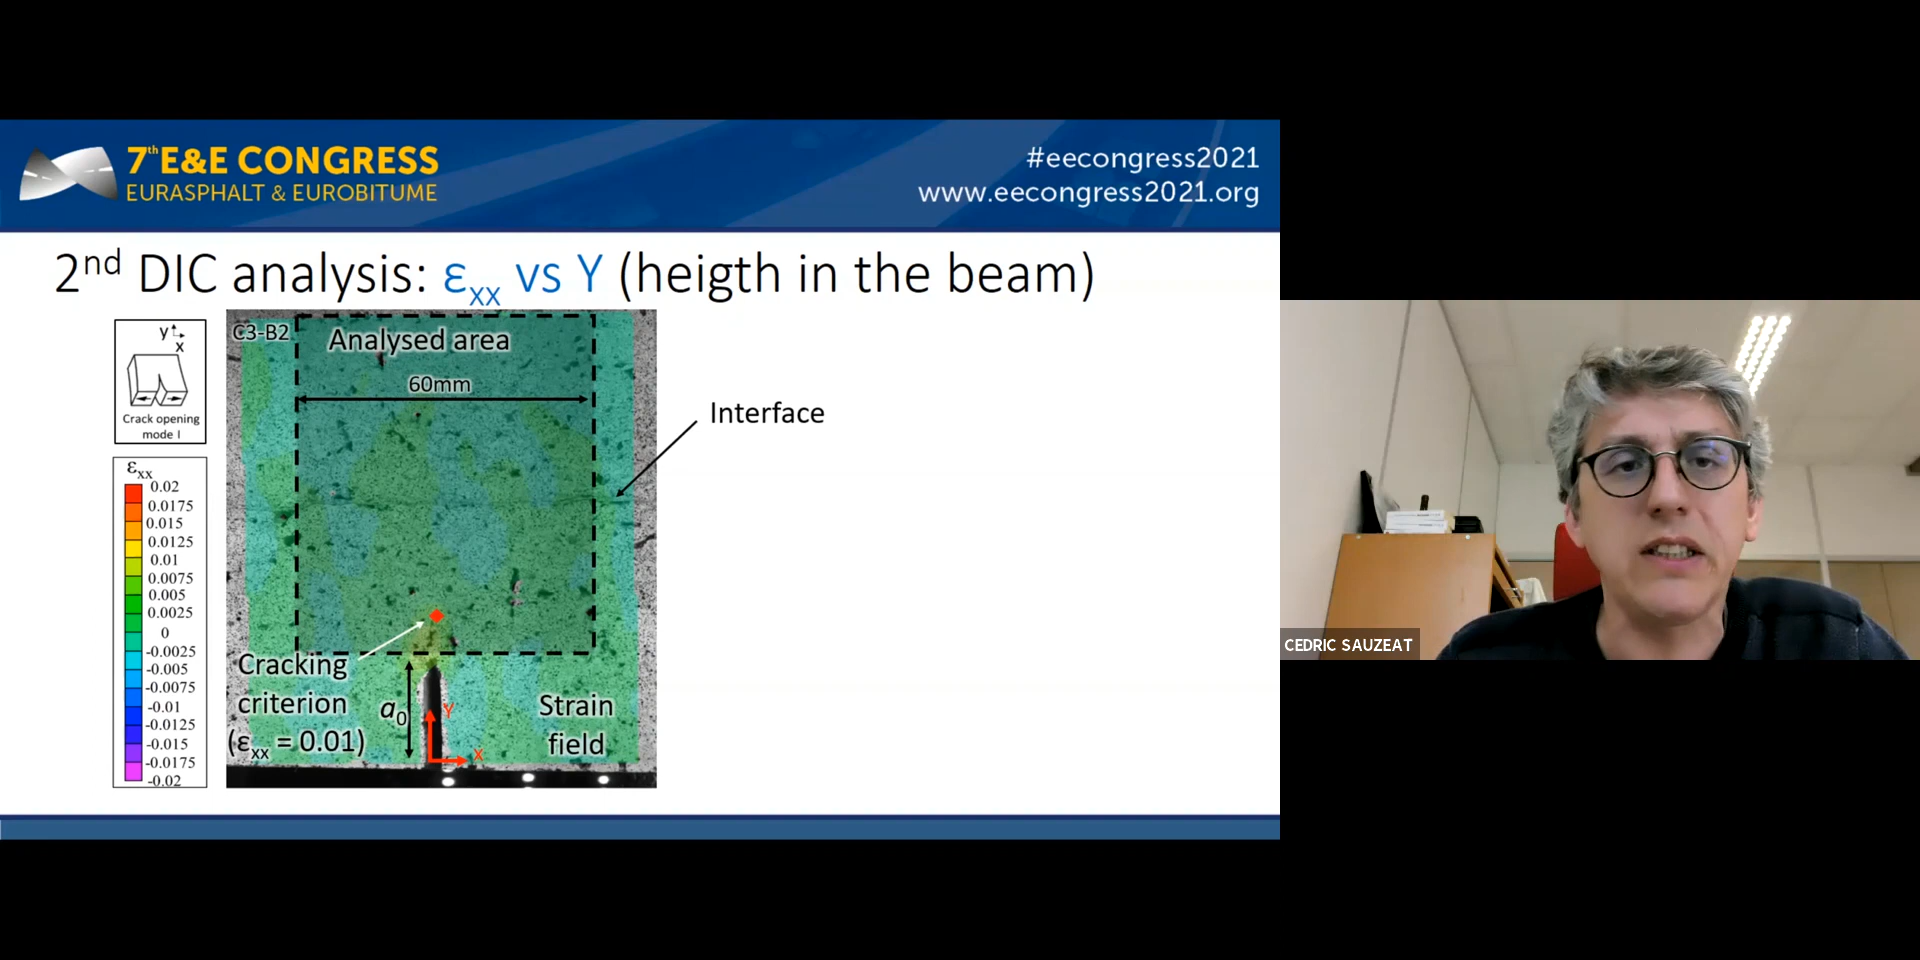 7th E&E CONGRESS
EURASPHALT & EUROBITUME
#eecongress2021
www.eecongress2021.org
2nd DIC analysis: εxx vs Y (heigth in the beam)
y
x
Crack opening
mode I
εxx
0.02
0.0175
0.015
0.0125
0.01
0.0075
0.005
0.0025
0
-0.0025
-0.005
-0.0075
-0.01
-0.0125
-0.015
-0.0175
-0.02
C3-B2
Analysed area
60mm
Interface
Cracking
criterion
(εxx = 0.01)
a0
Y
X
Strain
field
CEDRIC SAUZEAT